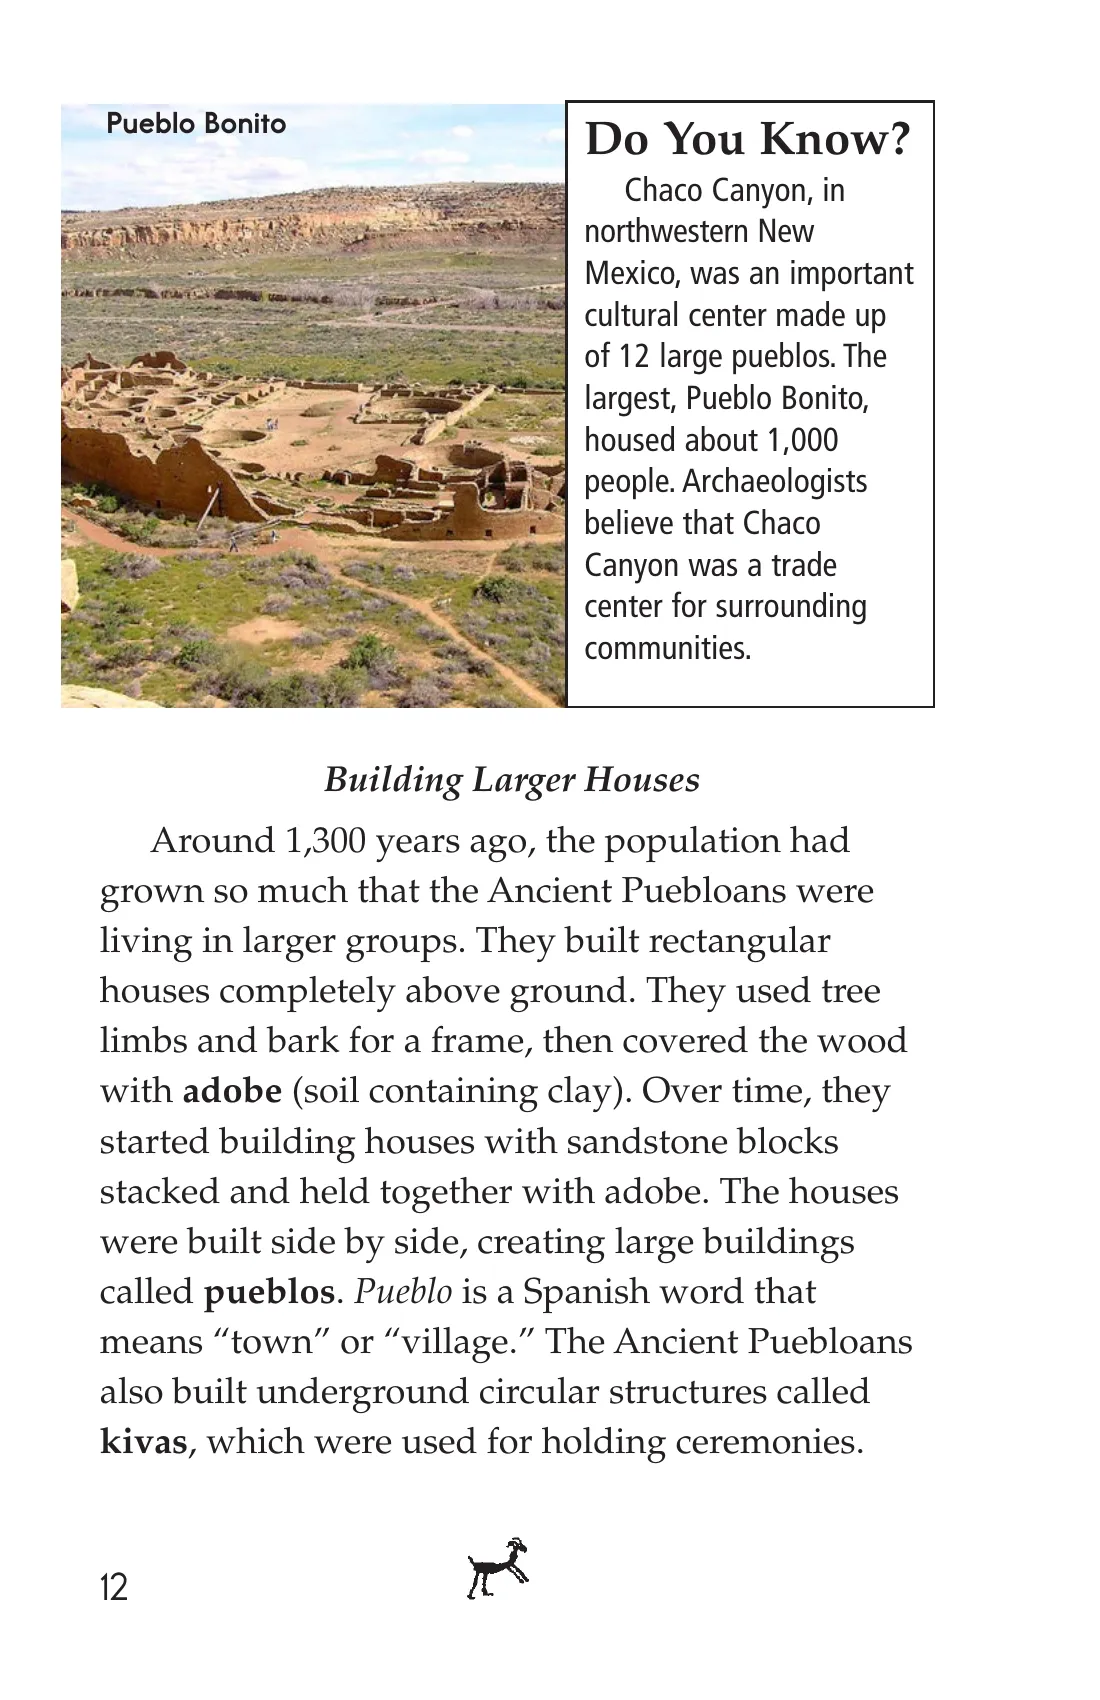 Pueblo Bonito
Do You Know?
Chaco Canyon, in
northwestern New
Mexico, was an important
cultural center made up
of 12 large pueblos. The
largest, Pueblo Bonito,
housed about 1,000
people. Archaeologists
believe that Chaco
Canyon was a trade
center for surrounding
communities.
Building Larger Houses
Around 1,300 years ago, the population had
grown so much that the Ancient Puebloans were
living in larger groups. They built rectangular
houses completely above ground. They used tree
limbs and bark for a frame, then covered the wood
with adobe (soil containing clay). Over time, they
started building houses with sandstone blocks
stacked and held together with adobe. The houses
were built side by side, creating large buildings
called pueblos. Pueblo is a Spanish word that
means “town” or “village.” The Ancient Puebloans
also built underground circular structures called
kivas, which were used for holding ceremonies.
12